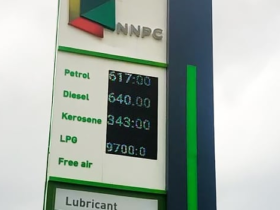 NNPC
Petrol 617:00
Diesel 640.00
Kerosene 343:00
LPG 9700:0
Free air
Lubricant